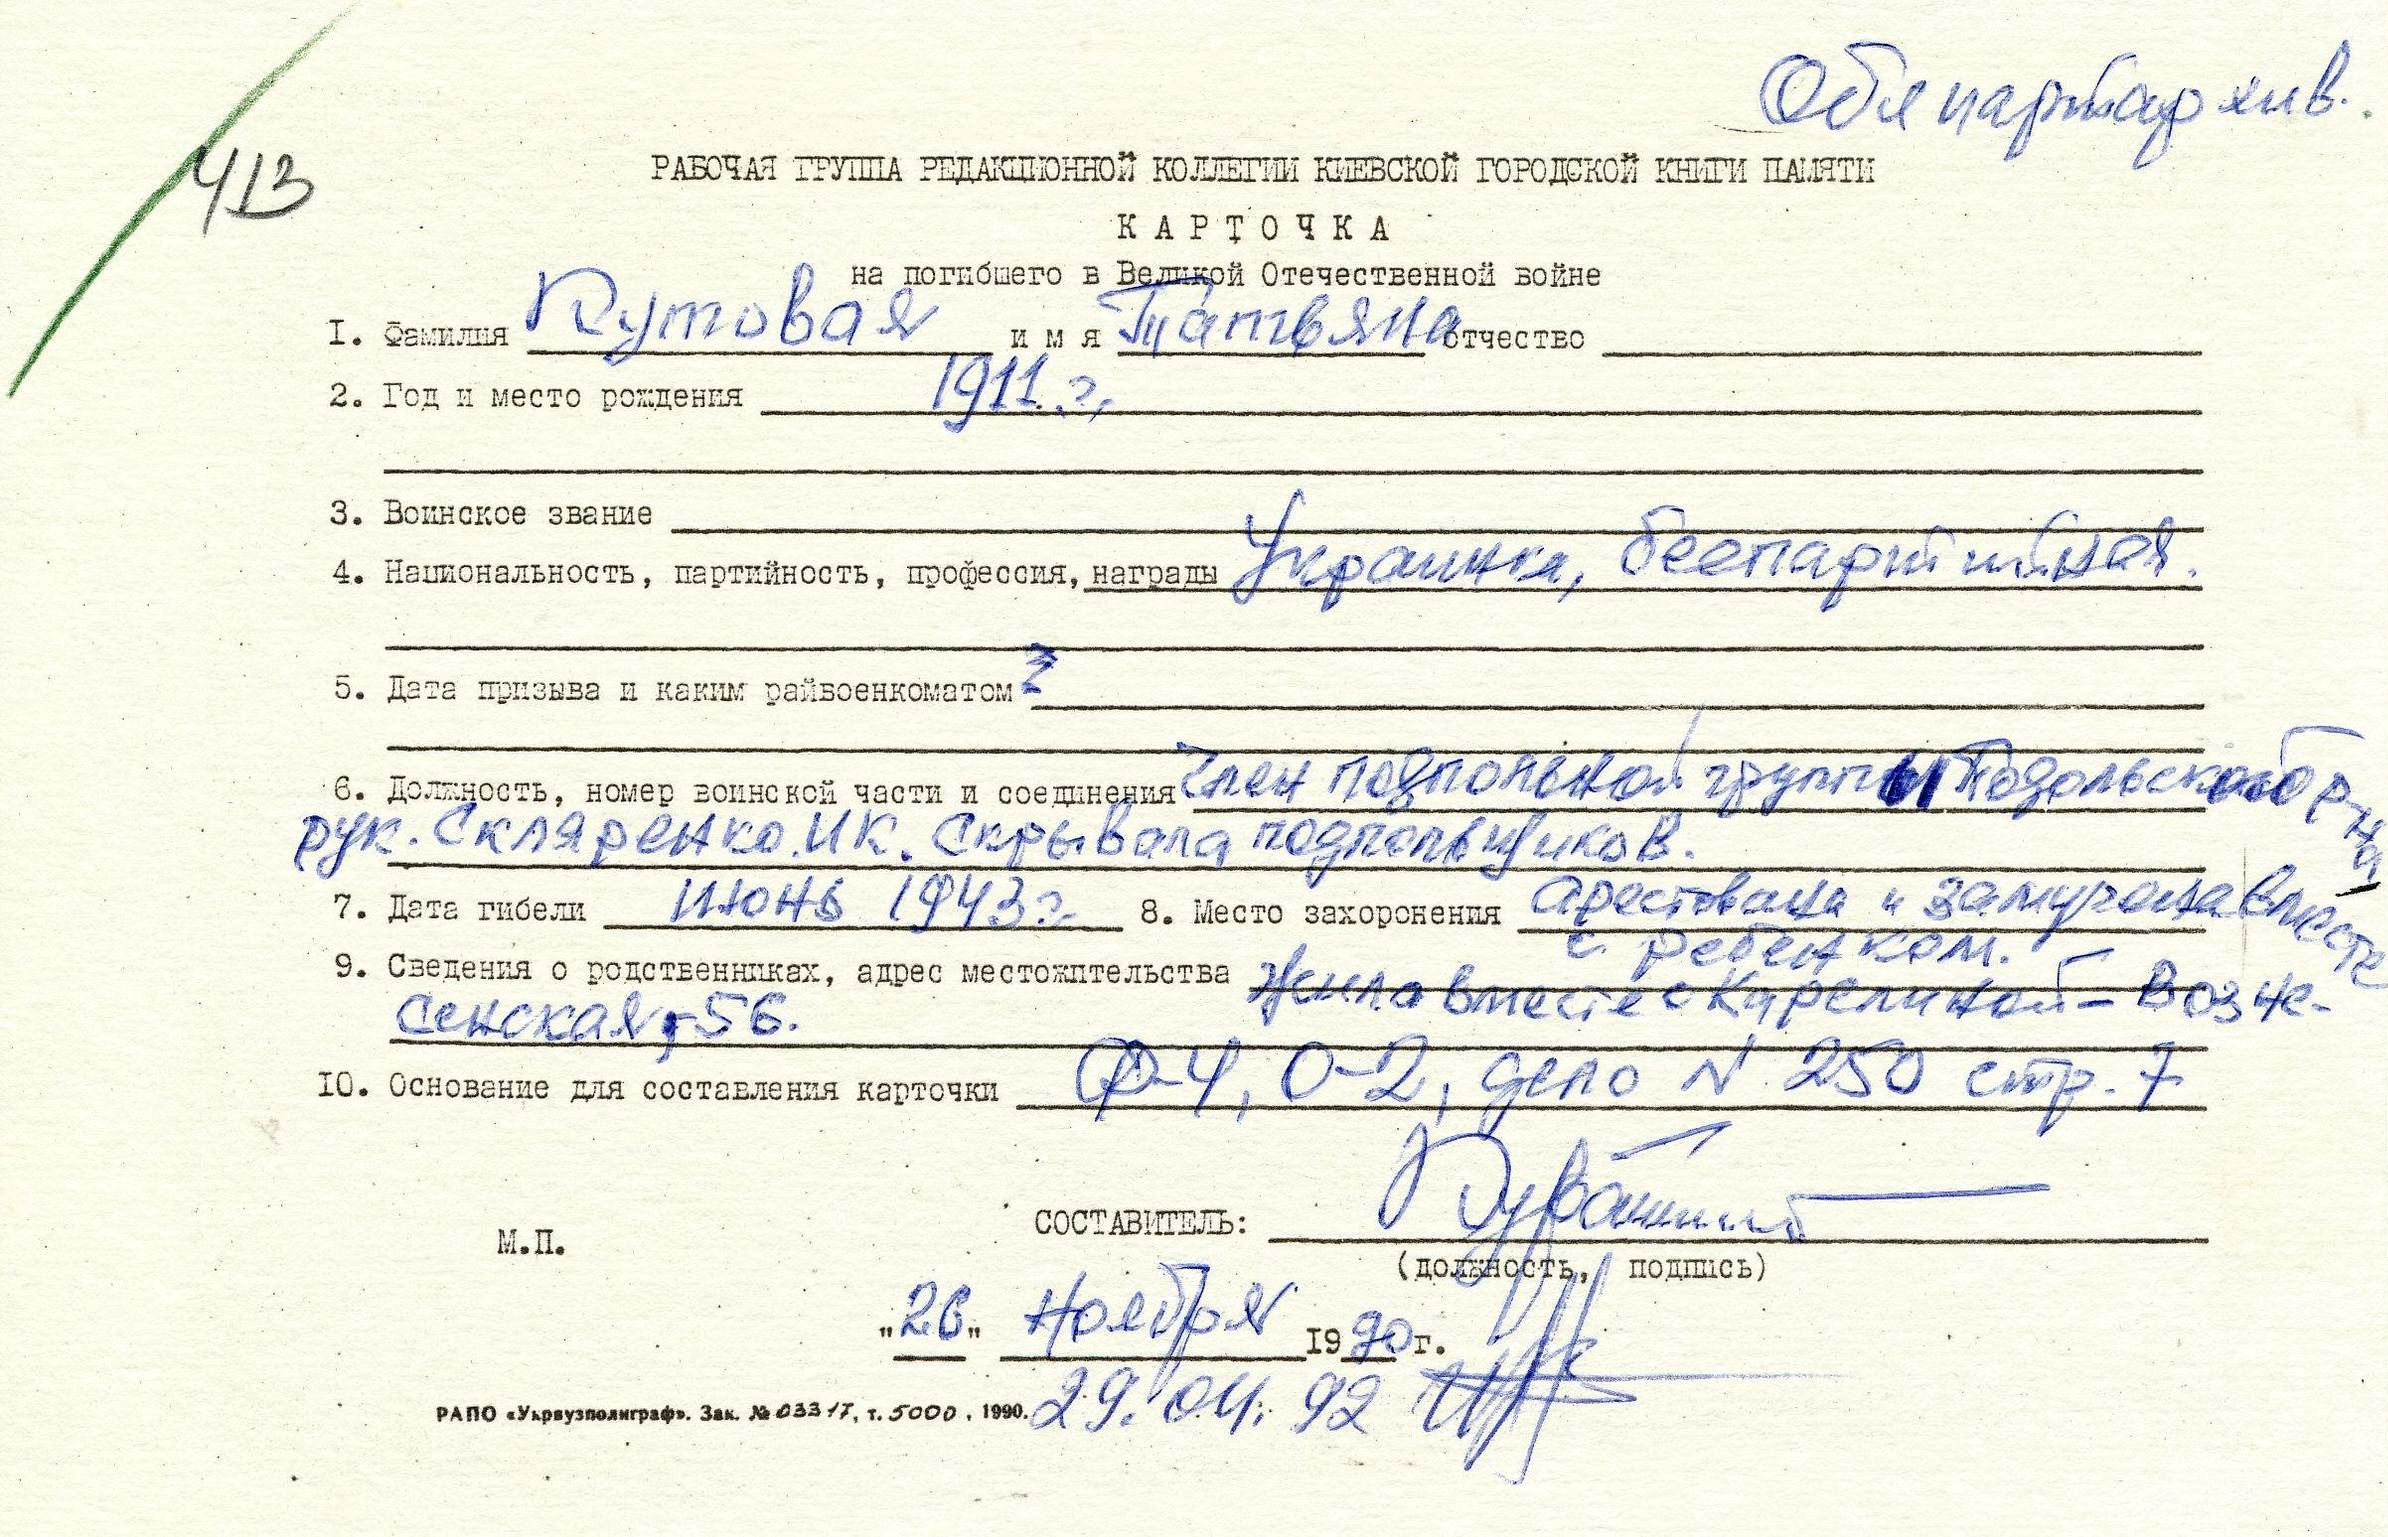 Облпартархив.
413
РАБОЧАЯ ГРУППА РЕДАКЦИОННОЙ КОЛЛЕГИИ КИЕВСКОЙ ГОРОДСКОЙ КНИГИ ПАМЯТИ
КАРТОЧКА
на погибшего в Великой Отечественной войне
I. Фамилия Кутовая имя Татьяна отчество
2. Год и место рождения 1911 г.
3. Воинское звание
4. Национальность, партийность, профессия, награды Украинка, беспартийная.
5. Дата призыва и каким райвоенкоматом
6. Должность, номер воинской части и соединения Член подпольной группы Подольского р-на
рук. Скляренко И.К. Скрывала подпольщиков.
7. Дата гибели июнь 1943 г. 8. Место захоронения арестована и замучена вместе
с ребенком.
9. Сведения о родственниках, адрес местожительства Жила вместе с Карелиной - Возне-
сенская, 56.
IO. Основание для составления карточки Ф-4, О-2, дело N 250 стр. 7
СОСТАВИТЕЛЬ:
М.П.
(должность, подпись)
"26" ноября 1990 г.
29.04.92
РАПО «Укрвузполиграф». Зак. № 03317, т. 5000, 1990.